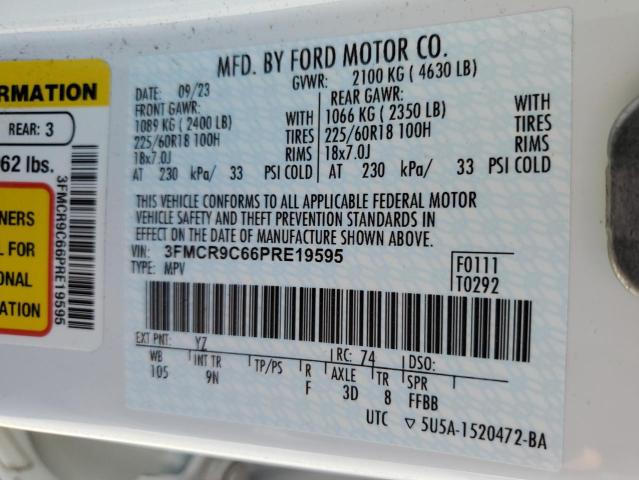 MFD. BY FORD MOTOR CO.
DATE: 09/23 GVWR: 2100 KG ( 4630 LB)
FRONT GAWR: REAR GAWR:
1089 KG ( 2400 LB) WITH 1066 KG ( 2350 LB) WITH
225/60R18 100H TIRES 225/60R18 100H TIRES
18x7.0J RIMS 18x7.0J RIMS
AT 230 kPa/ 33 PSI COLD AT 230 kPa/ 33 PSI COLD
THIS VEHICLE CONFORMS TO ALL APPLICABLE FEDERAL MOTOR
VEHICLE SAFETY AND THEFT PREVENTION STANDARDS IN
EFFECT ON THE DATE OF MANUFACTURE SHOWN ABOVE.
VIN: 3FMCR9C66PRE19595
TYPE: MPV
F0111
T0292
EXT PNT: YZ RC: 74 DSO:
WB INT TR TP/PS R AXLE TR SPR
105 9N F 3D 8 FFBB
UTC ▽ 5U5A-1520472-BA
ORMATION
REAR: 3
62 lbs.
3FMCR9C66PRE19595
NERS
L FOR
ONAL
ATION